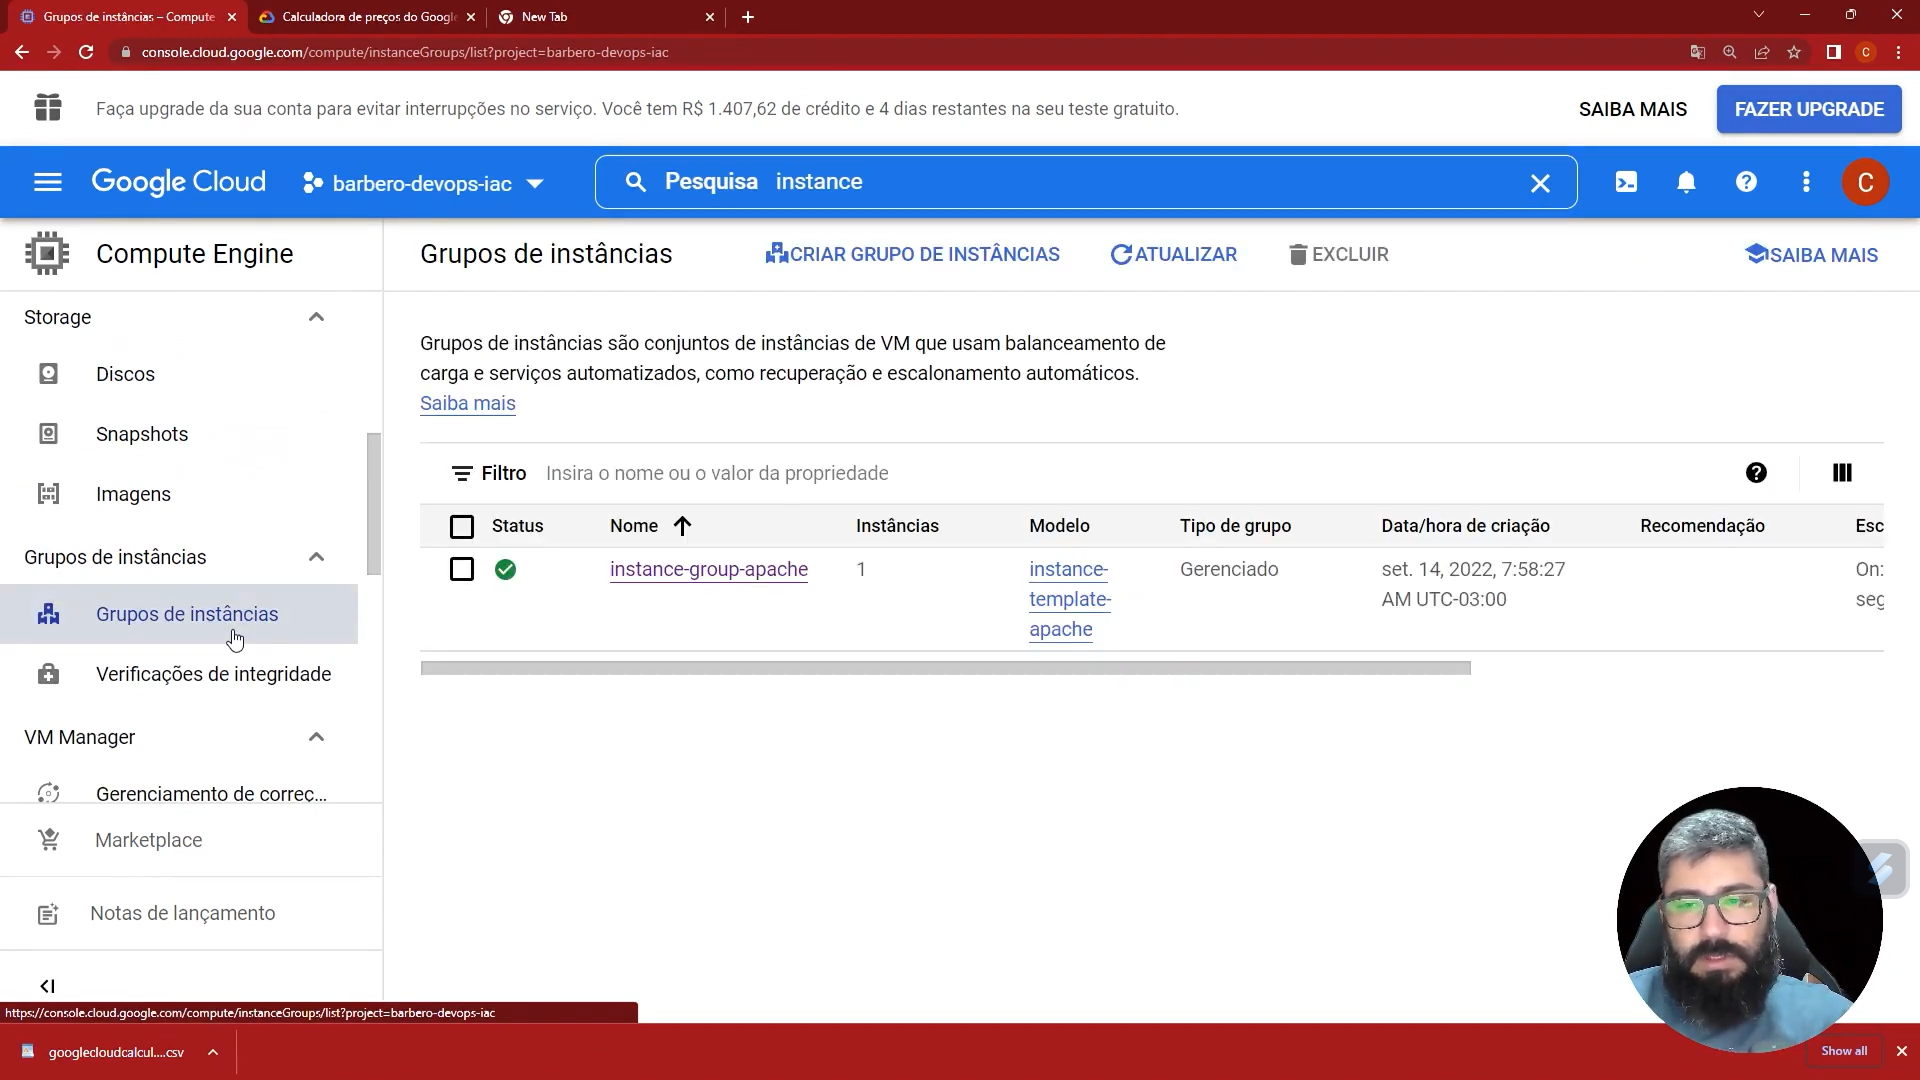 Grupos de instâncias – Compute
Calculadora de preços do Google
New Tab
console.cloud.google.com/compute/instanceGroups/list?project=barbero-devops-iac
C
Faça upgrade da sua conta para evitar interrupções no serviço. Você tem R$ 1.407,62 de crédito e 4 dias restantes na seu teste gratuito.
SAIBA MAIS
FAZER UPGRADE
Google Cloud
barbero-devops-iac
Pesquisa instance
C
Compute Engine
Grupos de instâncias
CRIAR GRUPO DE INSTÂNCIAS
ATUALIZAR
EXCLUIR
SAIBA MAIS
Storage
Discos
Snapshots
Imagens
Grupos de instâncias
Grupos de instâncias
Verificações de integridade
VM Manager
Gerenciamento de correç...
Marketplace
Notas de lançamento
Grupos de instâncias são conjuntos de instâncias de VM que usam balanceamento de
carga e serviços automatizados, como recuperação e escalonamento automáticos.
Saiba mais
Filtro Insira o nome ou o valor da propriedade
Status Nome Instâncias Modelo Tipo de grupo Data/hora de criação Recomendação Esc
instance-group-apache 1 instance- Gerenciado set. 14, 2022, 7:58:27 On:
template- AM UTC-03:00 seg
apache
https://console.cloud.google.com/compute/instanceGroups/list?project=barbero-devops-iac
googlecloudcalcul....csv
Show all